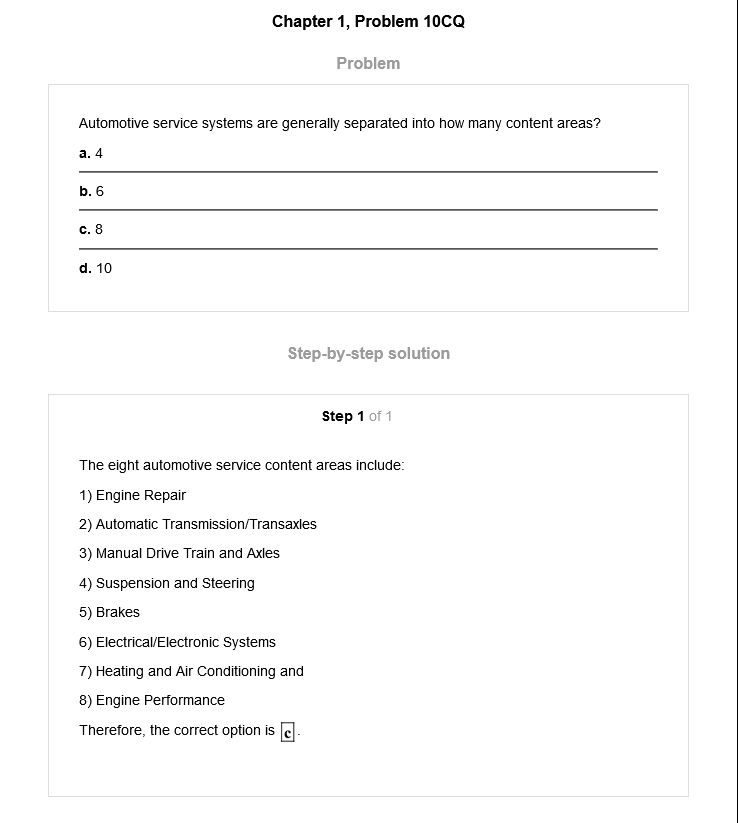 Chapter 1, Problem 10CQ
Problem
Automotive service systems are generally separated into how many content areas?
a. 4
b. 6
c. 8
d. 10
Step-by-step solution
Step 1 of 1
The eight automotive service content areas include:
1) Engine Repair
2) Automatic Transmission/Transaxles
3) Manual Drive Train and Axles
4) Suspension and Steering
5) Brakes
6) Electrical/Electronic Systems
7) Heating and Air Conditioning and
8) Engine Performance
Therefore, the correct option is c.